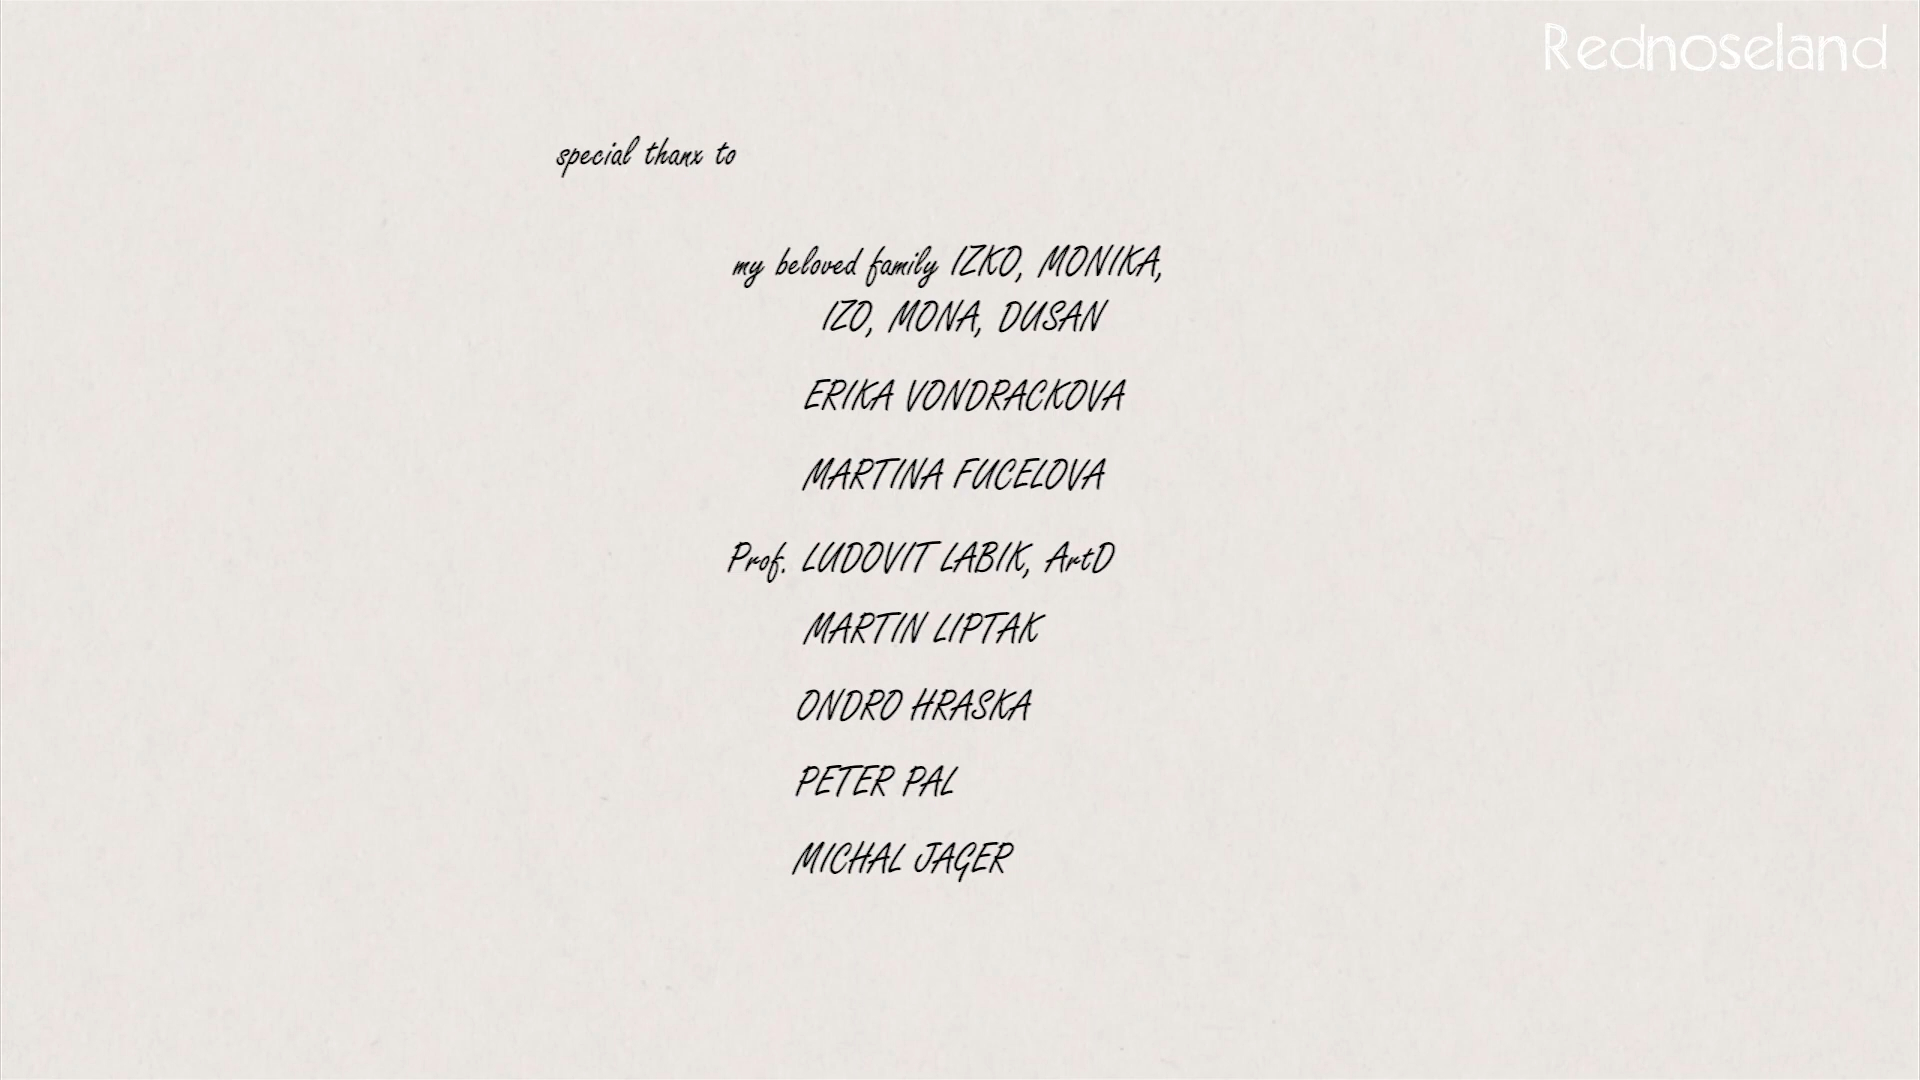 Rednoseland
special thanx to
my beloved family IZKO, MONIKA,
IZO, MONA, DUSAN
ERIKA VONDRACKOVA
MARTINA FUCELOVA
Prof. LUDOVIT LABIK, ArtD
MARTIN LIPTAK
ONDRO HRASKA
PETER PAL
MICHAL JAGER